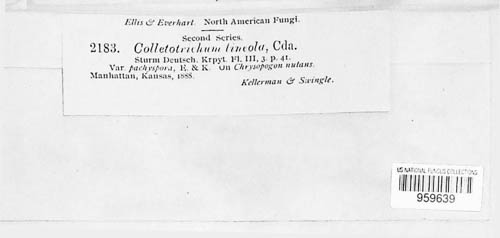 Ellis & Everhart. North American Fungi.
Second Series.
2183. Colletotrichum lineola, Cda.
Sturm Deutsch. Krpyt. Fl. III, 3. p. 41.
Var. pachyspora, E. & K. On Chrysopogon nutans.
Manhattan, Kansas, 1888.
Kellerman & Swingle.
US NATIONAL FUNGUS COLLECTIONS
959639